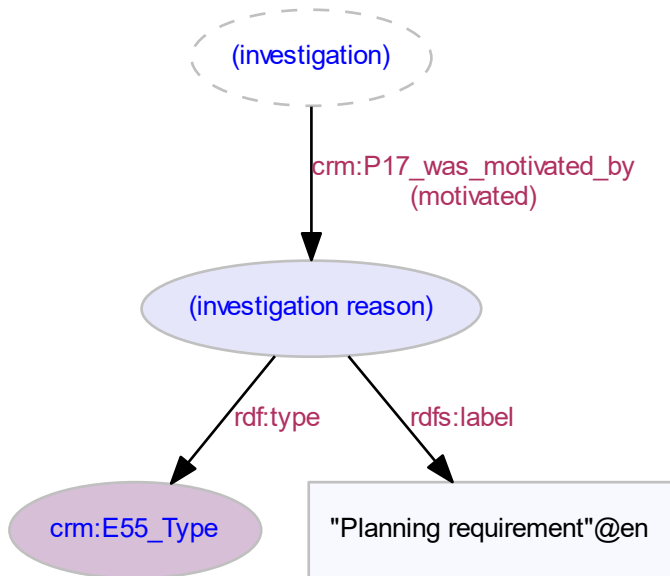 (investigation)
crm:P17_was_motivated_by
(motivated)
(investigation reason)
rdf:type
rdfs:label
crm:E55_Type
"Planning requirement"@en